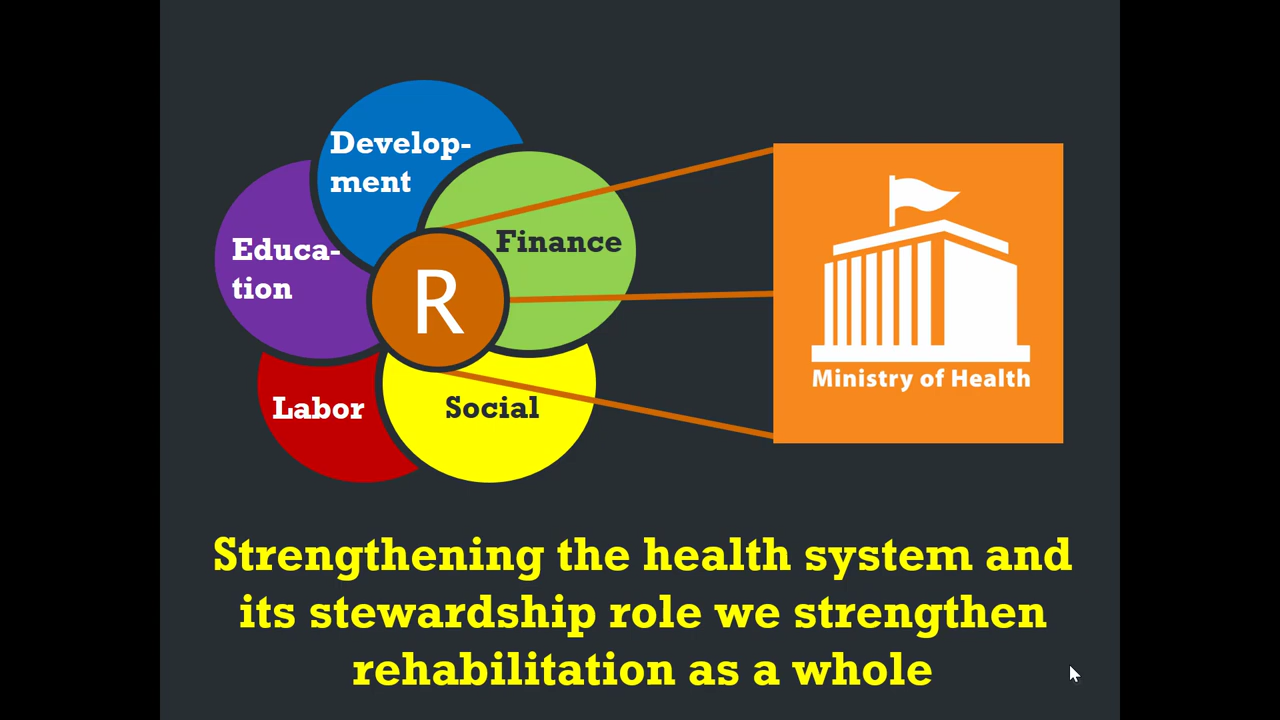 Develop-
ment
Educa-
tion
Finance
R
Labor
Social
Ministry of Health
Strengthening the health system and
its stewardship role we strengthen
rehabilitation as a whole